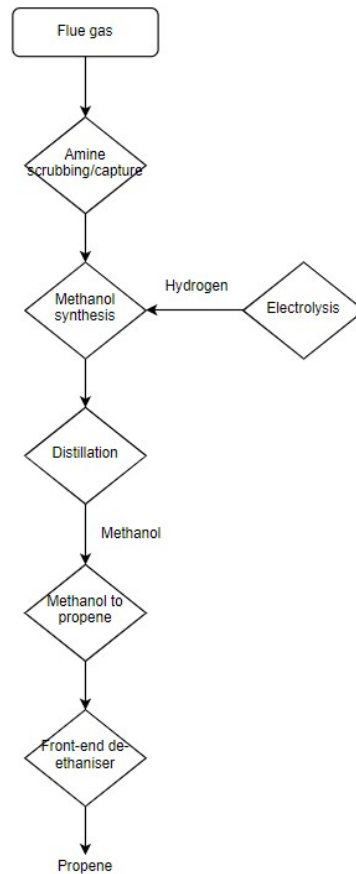 Flue gas
Amine
scrubbing/capture
Hydrogen
Methanol
synthesis
Electrolysis
Distillation
Methanol
Methanol to
propene
Front-end de-
ethaniser
Propene